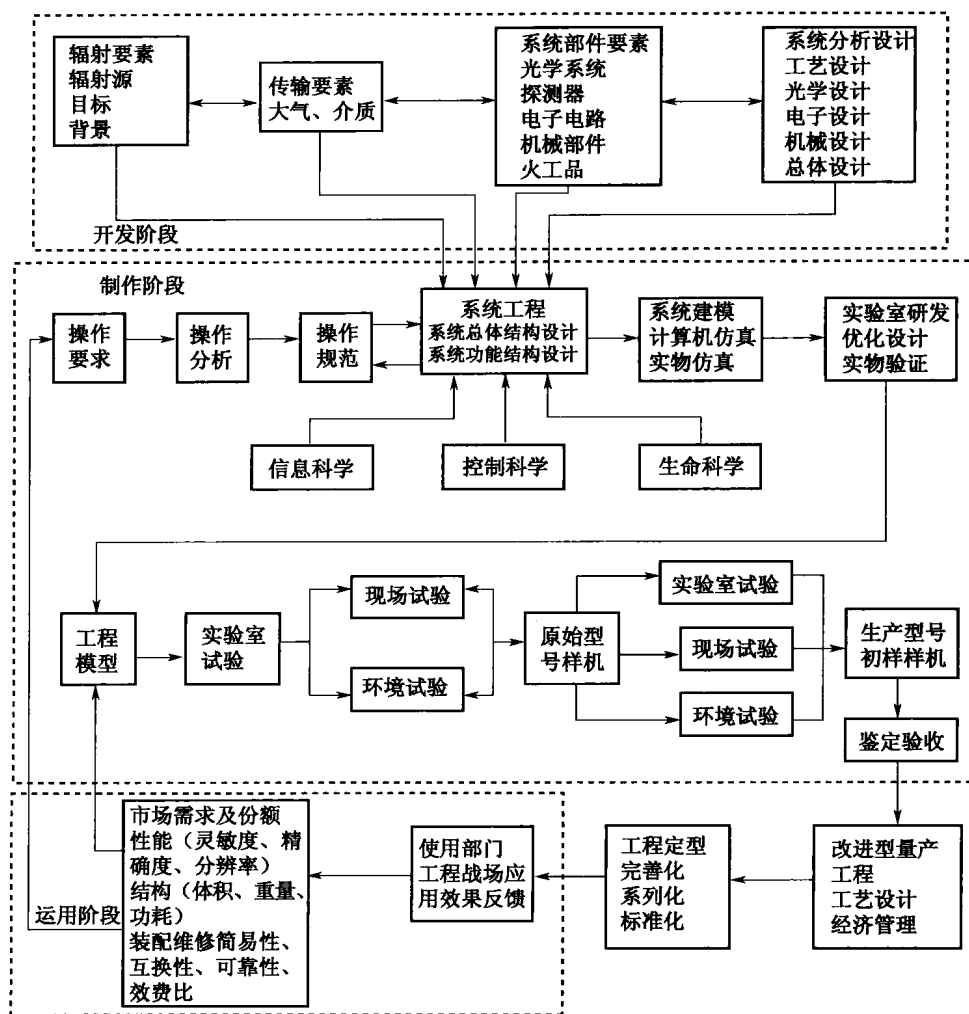 辐射要素
辐射源
目标
背景
传输要素
大气、介质
系统部件要素
光学系统
探测器
电子电路
机械部件
火工品
系统分析设计
工艺设计
光学设计
电子设计
机械设计
总体设计
开发阶段
制作阶段
操作
要求
操作
分析
操作
规范
系统工程
系统总体结构设计
系统功能结构设计
系统建模
计算机仿真
实物仿真
实验室研发
优化设计
实物验证
信息科学
控制科学
生命科学
工程
模型
实验室
试验
现场试验
环境试验
原始型
号样机
实验室试验
现场试验
环境试验
生产型号
初样样机
鉴定验收
市场需求及份额
性能（灵敏度、精
确度、分辨率）
结构（体积、重量、
功耗）
装配维修简易性、
互换性、可靠性、
效费比
运用阶段
使用部门
工程战场应
用效果反馈
工程定型
完善化
系列化
标准化
改进型量产
工程
工艺设计
经济管理